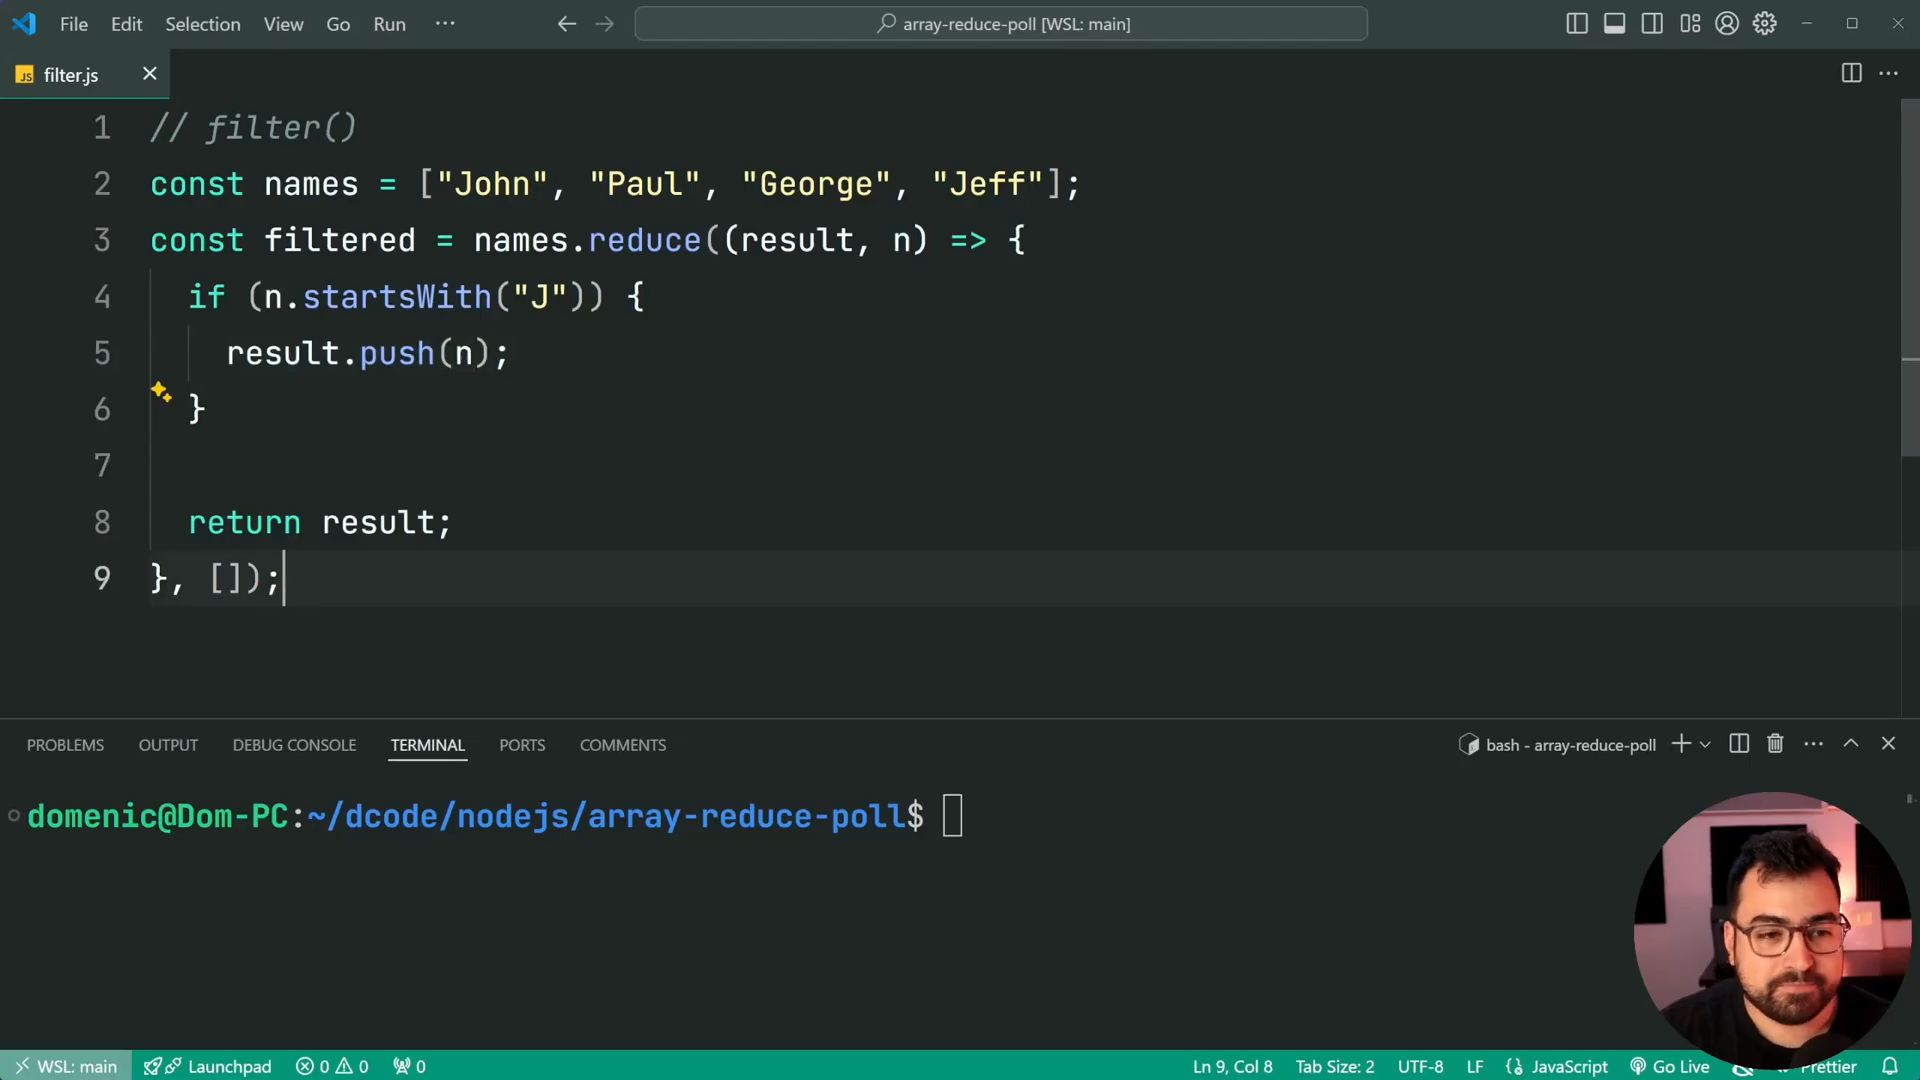 File Edit Selection View Go Run ··· array-reduce-poll [WSL: main]
JS filter.js
1 // filter()
2 const names = ["John", "Paul", "George", "Jeff"];
3 const filtered = names.reduce((result, n) => {
4 if (n.startsWith("J")) {
5 result.push(n);
6 }
7
8 return result;
9 }, []);
PROBLEMS OUTPUT DEBUG CONSOLE TERMINAL PORTS COMMENTS bash - array-reduce-poll
domenic@Dom-PC:~/dcode/nodejs/array-reduce-poll$
WSL: main Launchpad 0 0 0 Ln 9, Col 8 Tab Size: 2 UTF-8 LF {} JavaScript Go Live Prettier